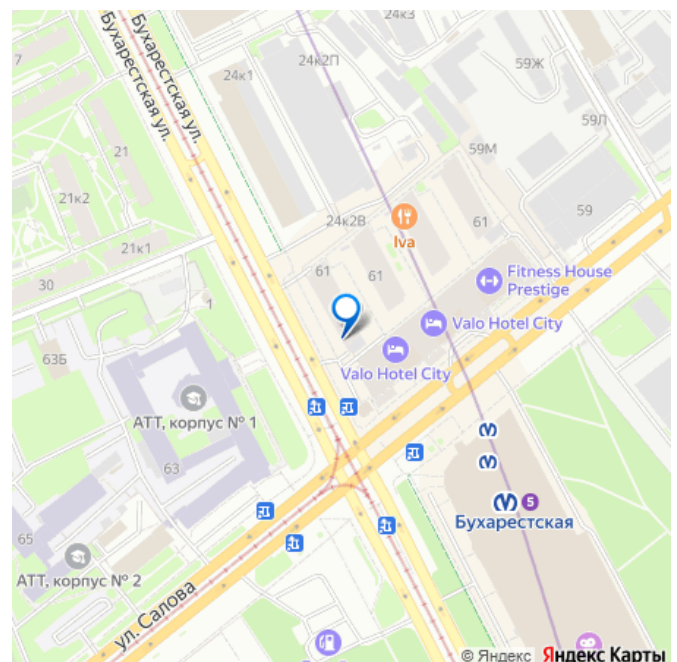 24к3
7
24к1
24к2П
59Ж
Бухарестская ул.
Бухарестская ул.
59Л
21
59М
21к2
24к2В
Iva
61
59
21к1
61
61
30
Fitness House
Prestige
1
Valo Hotel City
63Б
Valo Hotel City
АТТ, корпус № 1
63
5
Бухарестская
65
АТТ, корпус № 2
ул. Салова
© Яндекс Яндекс Карты